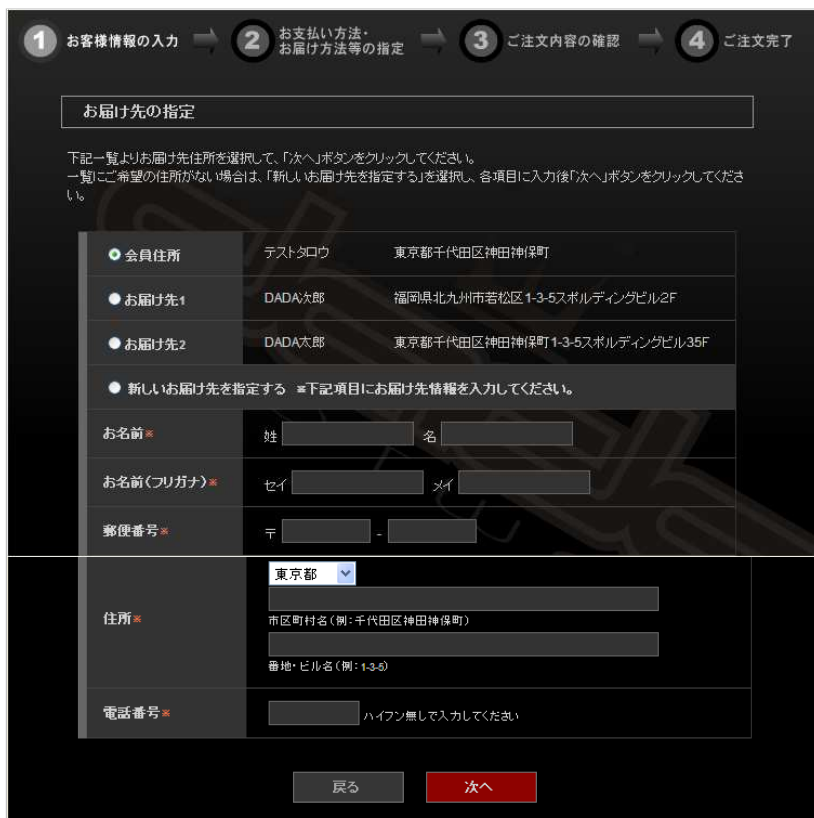 1 お客様情報の入力 2 お支払い方法・お届け方法等の指定 3 ご注文内容の確認 4 ご注文完了
お届け先の指定
下記一覧よりお届け先住所を選択して、「次へ」ボタンをクリックしてください。
一覧にご希望の住所がない場合は、「新しいお届け先を指定する」を選択し、各項目に入力後「次へ」ボタンをクリックしてくださ
い。
会員住所 テストタロウ 東京都千代田区神田神保町
お届け先1 DADA次郎 福岡県北九州市若松区1-3-5スポルディングビル2F
お届け先2 DADA太郎 東京都千代田区神田神保町1-3-5スポルディングビル35F
新しいお届け先を指定する ※下記項目にお届け先情報を入力してください。
お名前※ 姓 名
お名前(フリガナ)※ セイ メイ
郵便番号※ 〒 -
東京都
住所※
市区町村名(例:千代田区神田神保町)
番地・ビル名(例:1-3-5)
電話番号※ ハイフン無しで入力してください
戻る 次へ